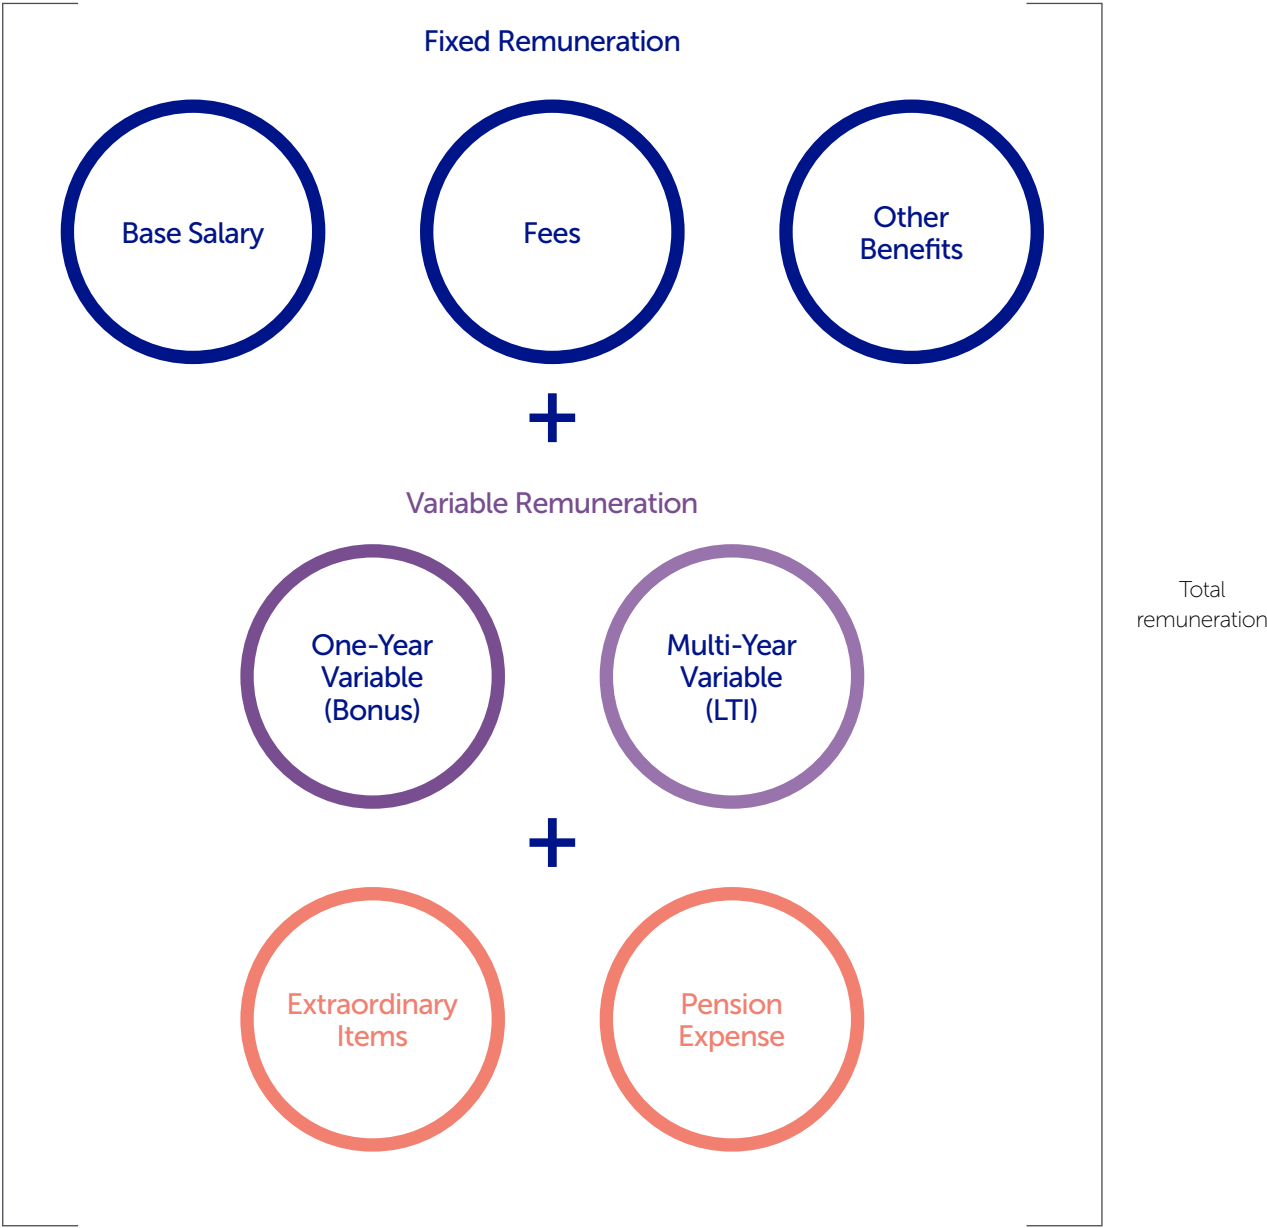 Fixed Remuneration
Base Salary
Fees
Other
Benefits
+
Variable Remuneration
One-Year
Variable
(Bonus)
Multi-Year
Variable
(LTI)
+
Extraordinary
Items
Pension
Expense
Total
remuneration